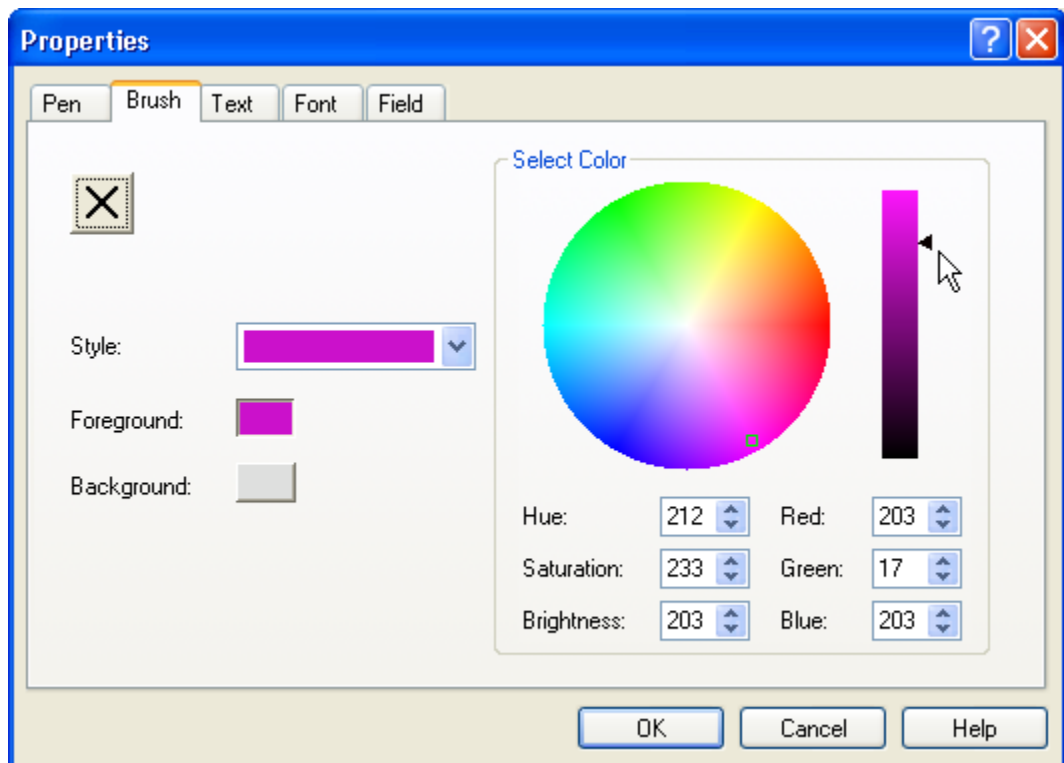 Properties
Pen Brush Text Font Field
Select Color
Style:
Foreground:
Background:
Hue: 212 Red: 203
Saturation: 233 Green: 17
Brightness: 203 Blue: 203
OK Cancel Help